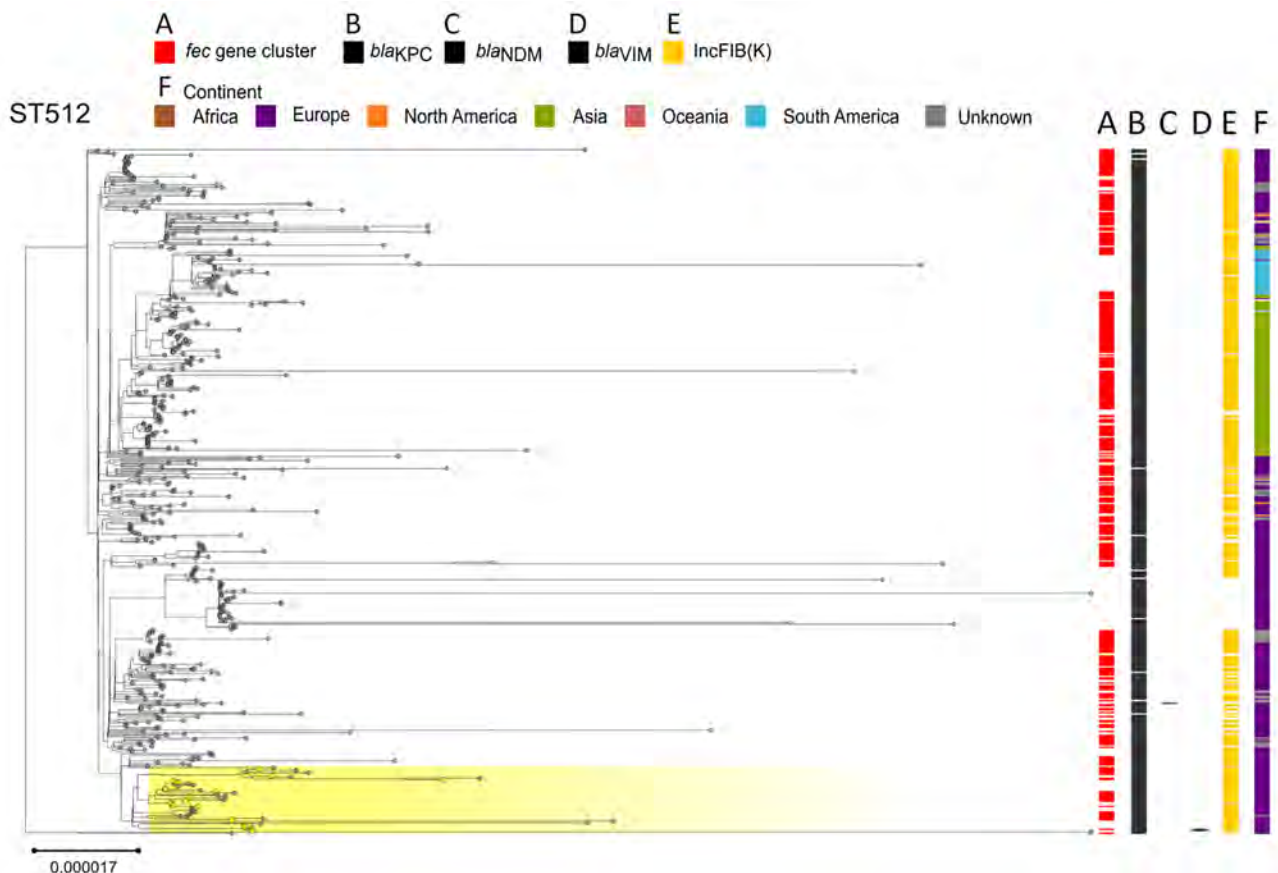 A B C D E
fec gene cluster blaKPC blaNDM blaVIM IncFIB(K)
F Continent
ST512 Africa Europe North America Asia Oceania South America Unknown
A B C D E F
0.000017